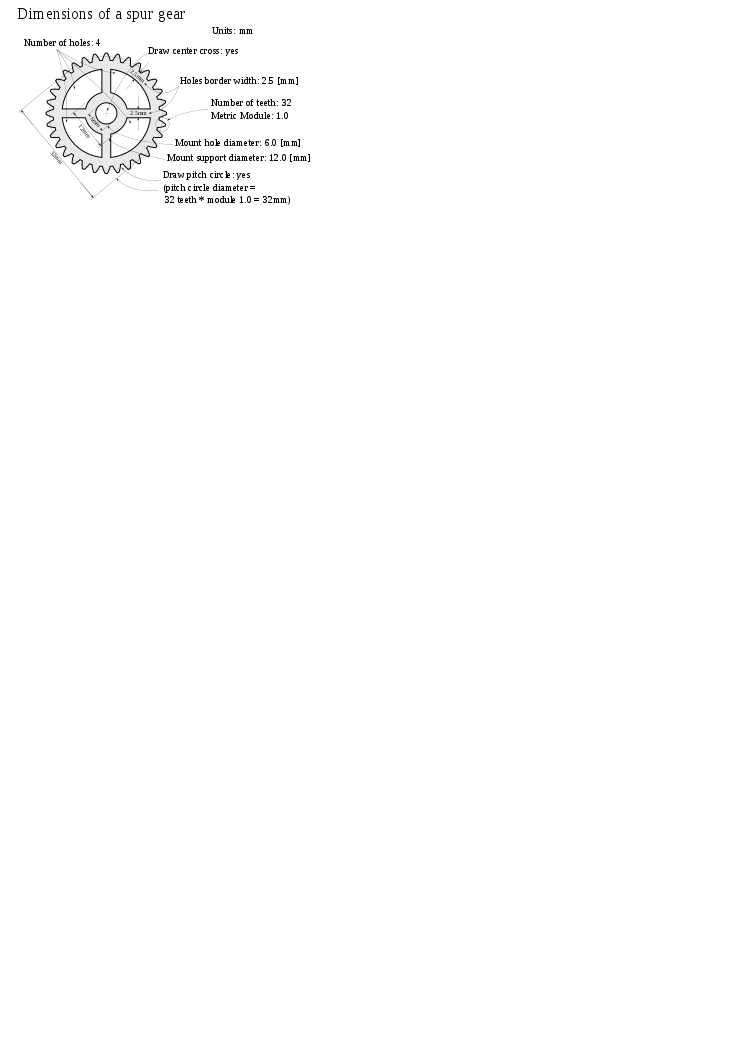 Dimensions of a spur gear
Units: mm
Number of holes: 4
Draw center cross: yes
Holes border width: 2.5 [mm]
Number of teeth: 32
Metric Module: 1.0
2.5mm
2.5mm
6mm
12mm
32mm
Mount hole diameter: 6.0 [mm]
Mount support diameter: 12.0 [mm]
Draw pitch circle: yes
(pitch circle diameter =
32 teeth * module 1.0 = 32mm)